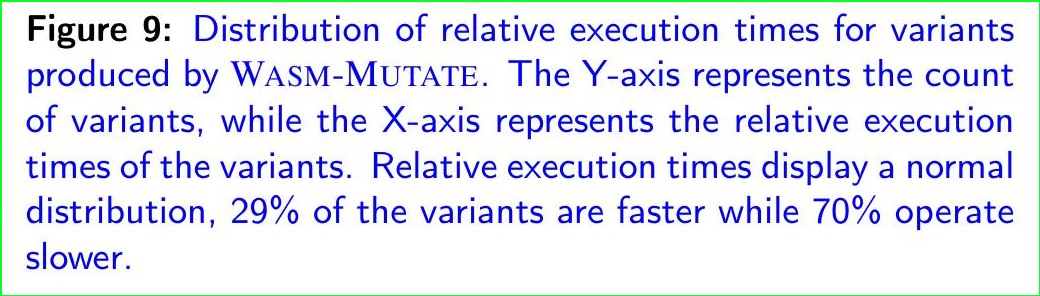 Figure 9: Distribution of relative execution times for variants
produced by WASM-MUTATE. The Y-axis represents the count
of variants, while the X-axis represents the relative execution
times of the variants. Relative execution times display a normal
distribution, 29% of the variants are faster while 70% operate
slower.